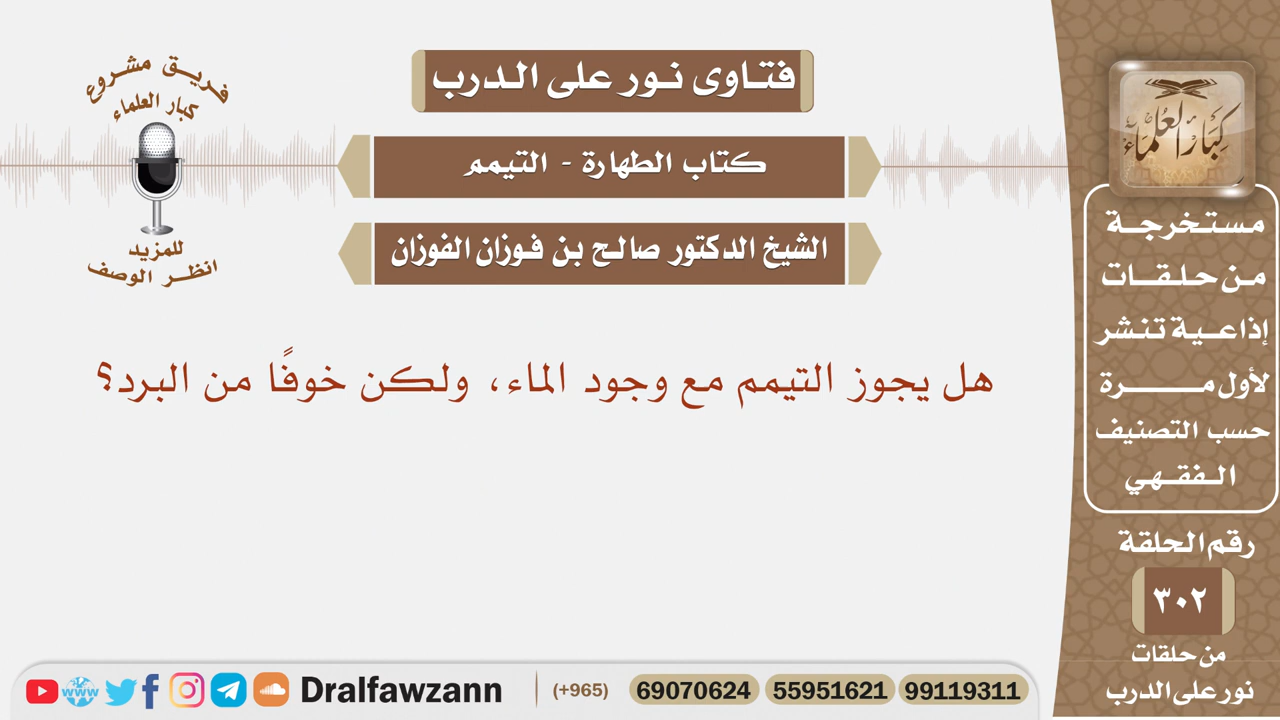 فتاوى نور على الدرب
كتاب الطهارة - التيمم
الشيخ الدكتور صالح بن فوزان الفوزان
هل يجوز التيمم مع وجود الماء، ولكن خوفًا من البرد؟
كبار العلماء
مستخرجة
من حلقات
إذاعية تنشر
لأول مرة
حسب التصنيف
الفقهي
رقم الحلقة
٣٠٢
من حلقات
نور على الدرب
فريق مشروع
كبار العلماء
للمزيد
انظر الوصف
www
Dralfawzann
(+965) 69070624 55951621 99119311